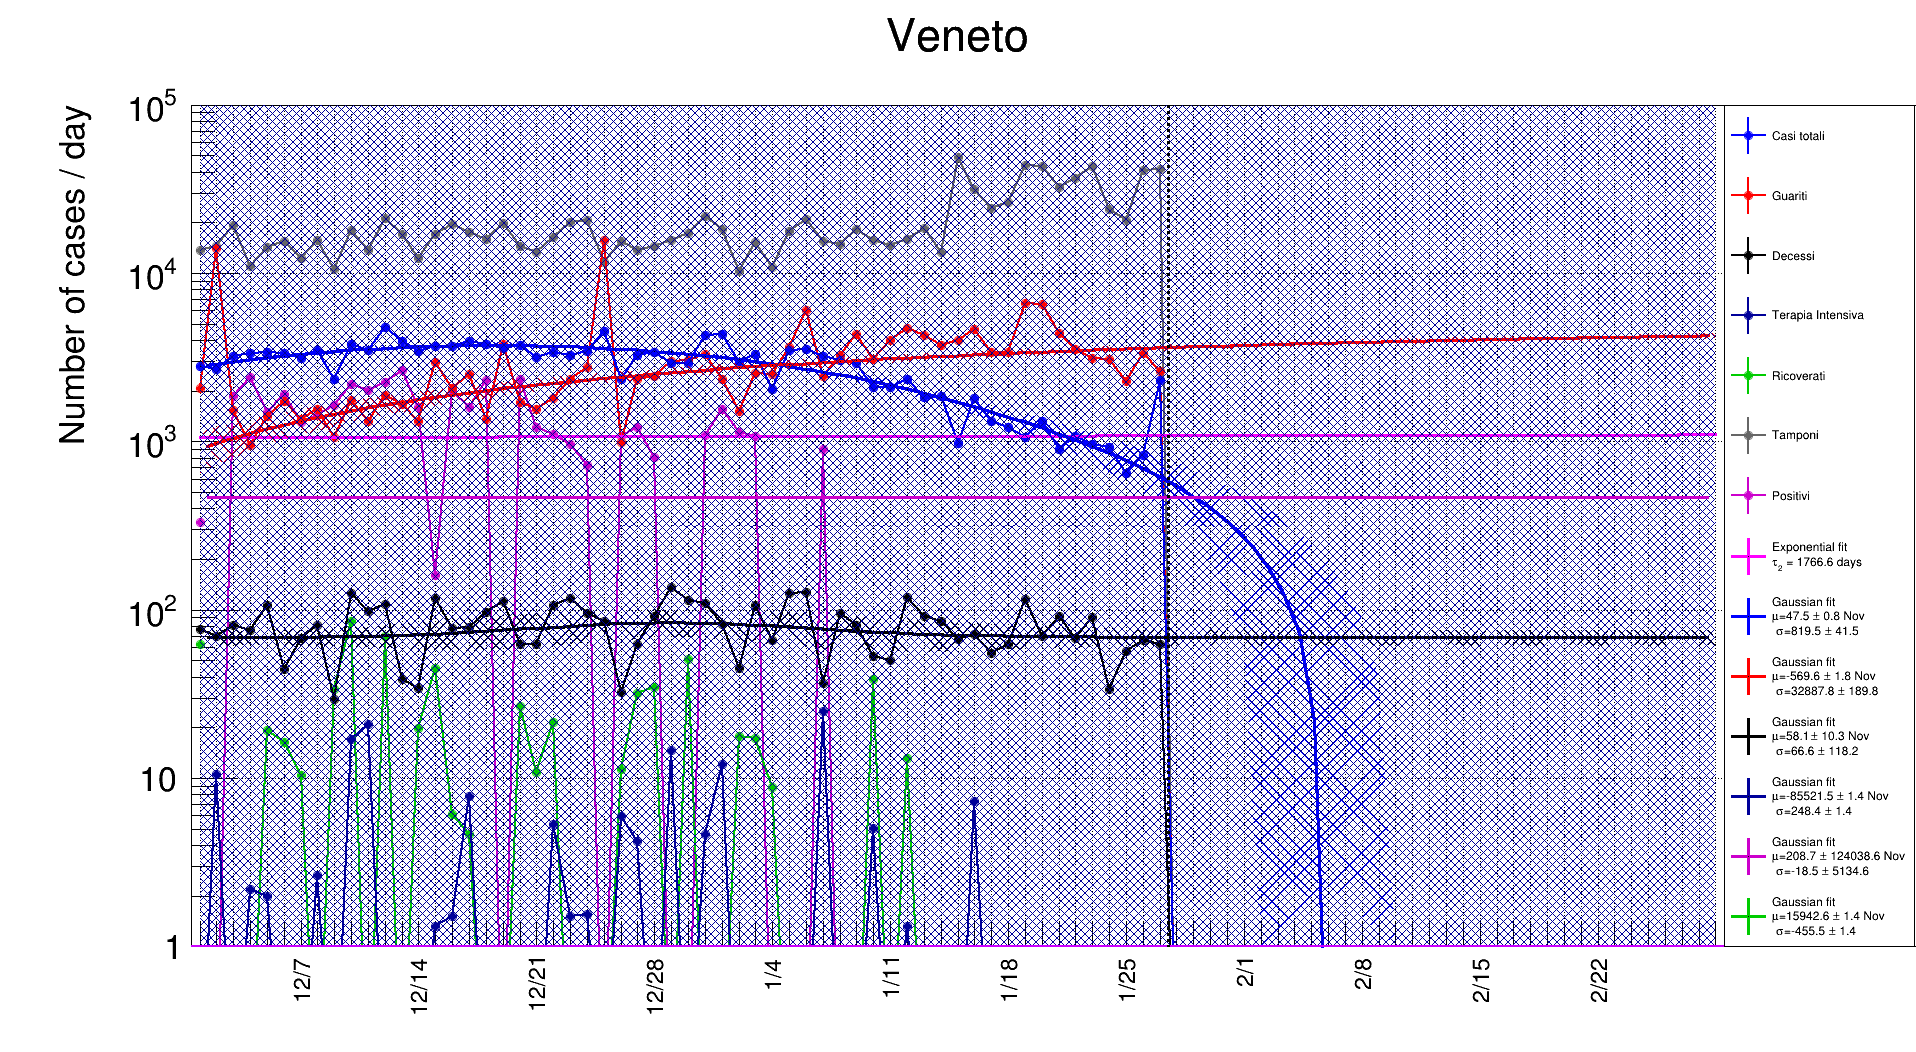 Veneto
Number of cases / day
10^5
10^4
10^3
10^2
10
1
12/7
12/14
12/21
12/28
1/4
1/11
1/18
1/25
2/1
2/8
2/15
2/22
Casi totali
Guariti
Decessi
Terapia Intensiva
Ricoverati
Tamponi
Positivi
Exponential fit
τ₂ = 1766.6 days
Gaussian fit
μ=47.5 ± 0.8 Nov
σ=819.5 ± 41.5
Gaussian fit
μ=-569.6 ± 1.8 Nov
σ=32887.8 ± 189.8
Gaussian fit
μ=58.1 ± 10.3 Nov
σ=66.6 ± 118.2
Gaussian fit
μ=-85521.5 ± 1.4 Nov
σ=248.4 ± 1.4
Gaussian fit
μ=208.7 ± 124038.6 Nov
σ=-18.5 ± 5134.6
Gaussian fit
μ=15942.6 ± 1.4 Nov
σ=-455.5 ± 1.4